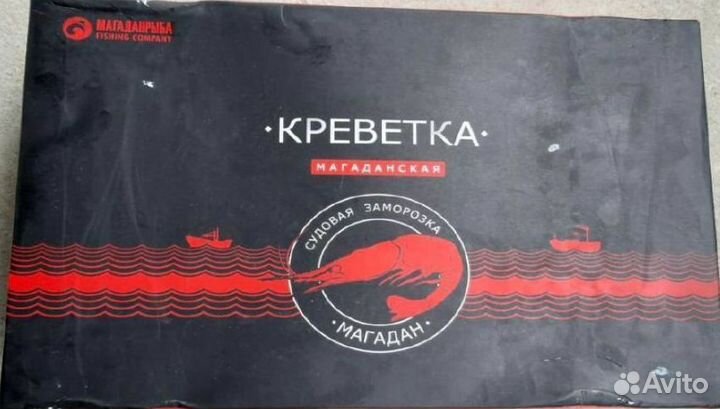 МАГАДАНРЫБА
FISHING COMPANY
·КРЕВЕТКА·
МАГАДАНСКАЯ
СУДОВАЯ ЗАМОРОЗКА
·МАГАДАН·
Avito